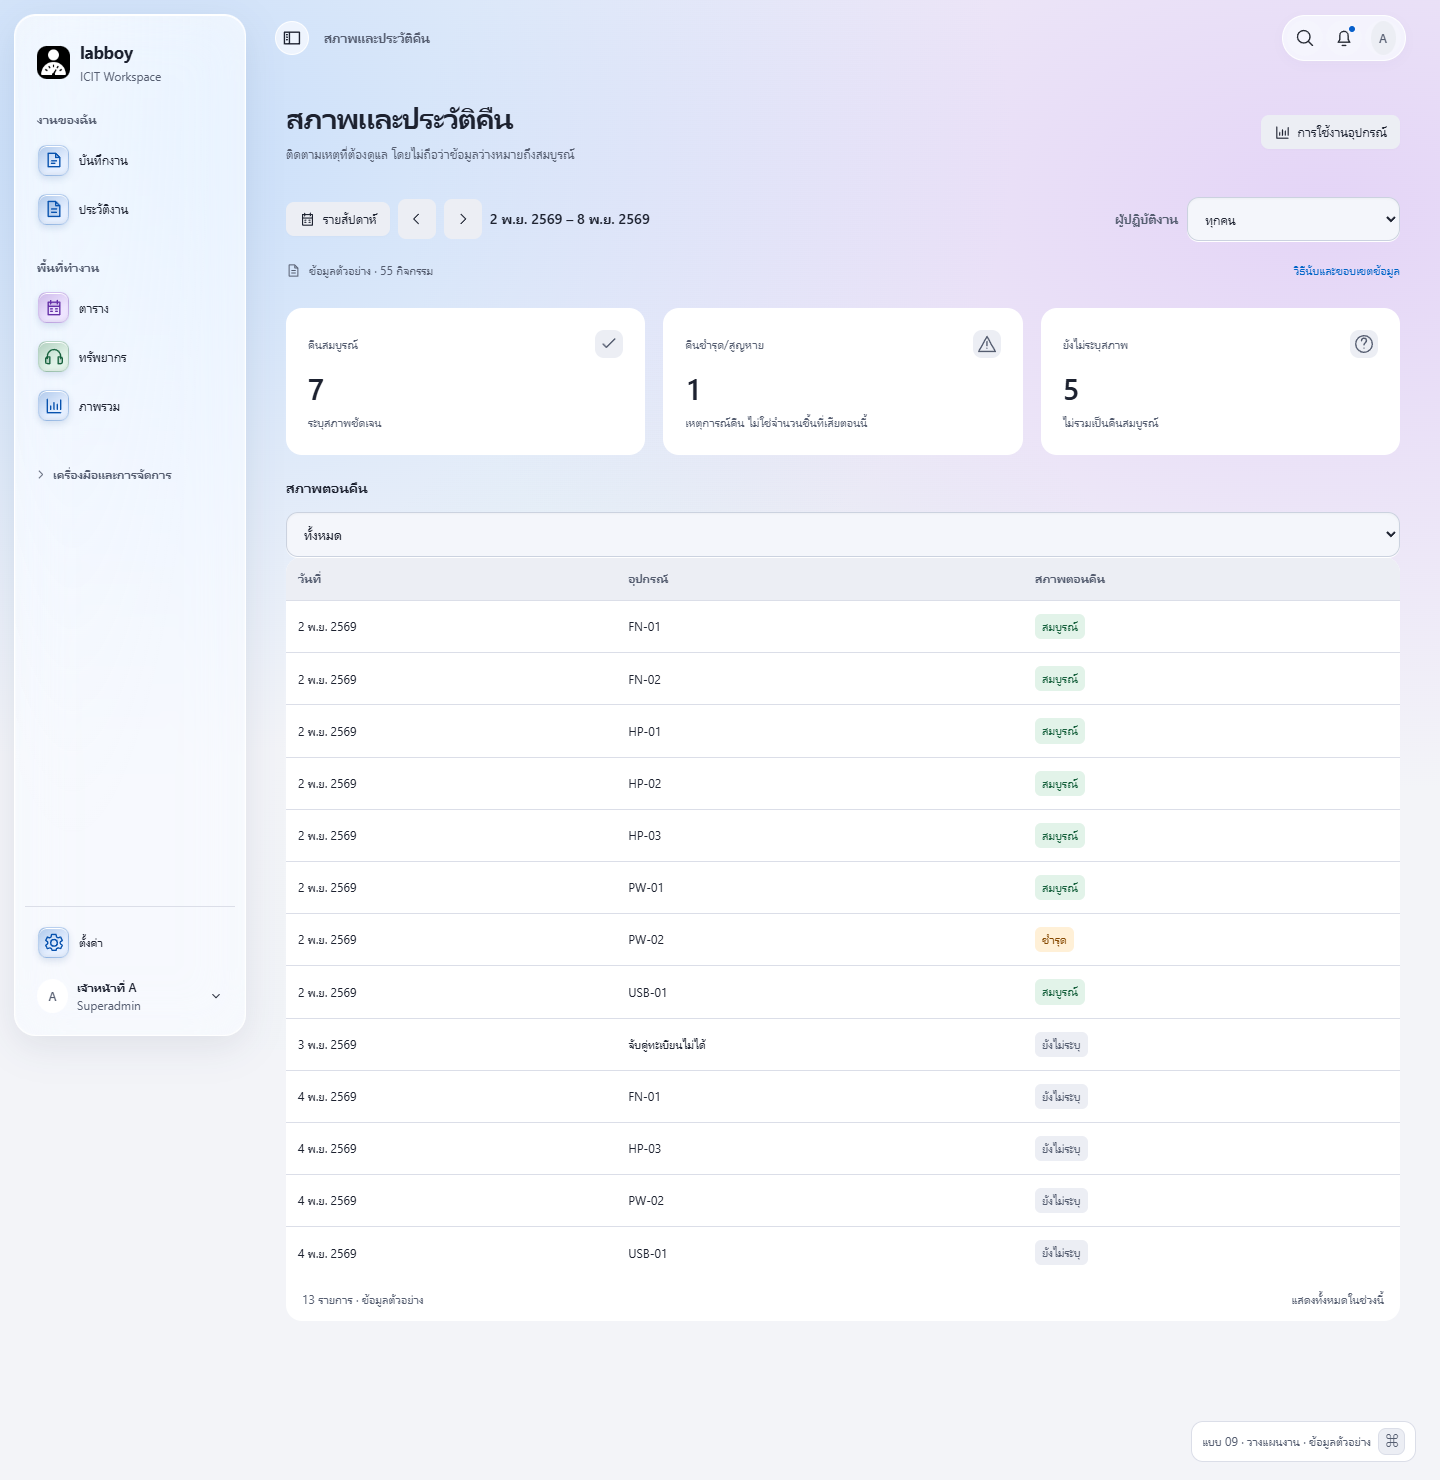 labboy
ICIT Workspace
งานของฉัน
บันทึกงาน
ประวัติงาน
พื้นที่ทำงาน
ตาราง
ทรัพยากร
ภาพรวม
เครื่องมือและการจัดการ
ตั้งค่า
A
เจ้าหน้าที่ A
Superadmin
สภาพและประวัติคืน
A
สภาพและประวัติคืน
ติดตามเหตุที่ต้องดูแล โดยไม่ถือว่าข้อมูลว่างหมายถึงสมบูรณ์
การใช้งานอุปกรณ์
รายสัปดาห์
2 พ.ย. 2569 – 8 พ.ย. 2569
ผู้ปฏิบัติงาน
ทุกคน
ข้อมูลตัวอย่าง · 55 กิจกรรม
วิธีนับและขอบเขตข้อมูล
คืนสมบูรณ์
7
ระบุสภาพชัดเจน
คืนชำรุด/สูญหาย
1
เหตุการณ์คืน ไม่ใช่จำนวนชิ้นที่เสียตอนนี้
ยังไม่ระบุสภาพ
5
ไม่รวมเป็นคืนสมบูรณ์
สภาพตอนคืน
ทั้งหมด
วันที่ อุปกรณ์ สภาพตอนคืน
2 พ.ย. 2569 FN-01 สมบูรณ์
2 พ.ย. 2569 FN-02 สมบูรณ์
2 พ.ย. 2569 HP-01 สมบูรณ์
2 พ.ย. 2569 HP-02 สมบูรณ์
2 พ.ย. 2569 HP-03 สมบูรณ์
2 พ.ย. 2569 PW-01 สมบูรณ์
2 พ.ย. 2569 PW-02 ชำรุด
2 พ.ย. 2569 USB-01 สมบูรณ์
3 พ.ย. 2569 จับคู่ทะเบียนไม่ได้ ยังไม่ระบุ
4 พ.ย. 2569 FN-01 ยังไม่ระบุ
4 พ.ย. 2569 HP-03 ยังไม่ระบุ
4 พ.ย. 2569 PW-02 ยังไม่ระบุ
4 พ.ย. 2569 USB-01 ยังไม่ระบุ
13 รายการ · ข้อมูลตัวอย่าง
แสดงทั้งหมดในช่วงนี้
แบบ 09 · วางแผนงาน · ข้อมูลตัวอย่าง ⌘